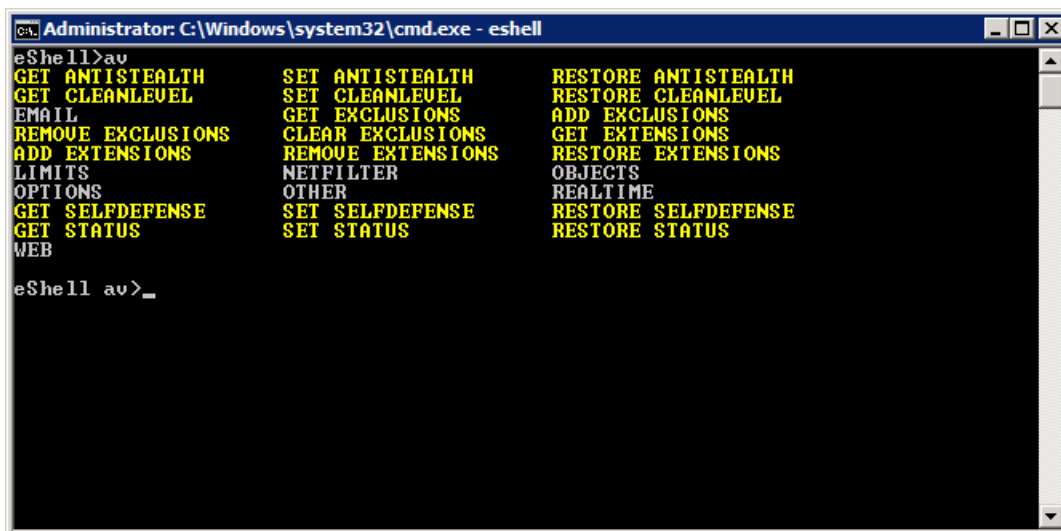 Administrator: C:\Windows\system32\cmd.exe - eshell
eShell>av
GET ANTISTEALTH SET ANTISTEALTH RESTORE ANTISTEALTH
GET CLEANLEVEL SET CLEANLEVEL RESTORE CLEANLEVEL
EMAIL GET EXCLUSIONS ADD EXCLUSIONS
REMOVE EXCLUSIONS CLEAR EXCLUSIONS GET EXTENSIONS
ADD EXTENSIONS REMOVE EXTENSIONS RESTORE EXTENSIONS
LIMITS NETFILTER OBJECTS
OPTIONS OTHER REALTIME
GET SELFDEFENSE SET SELFDEFENSE RESTORE SELFDEFENSE
GET STATUS SET STATUS RESTORE STATUS
WEB
eShell av>_